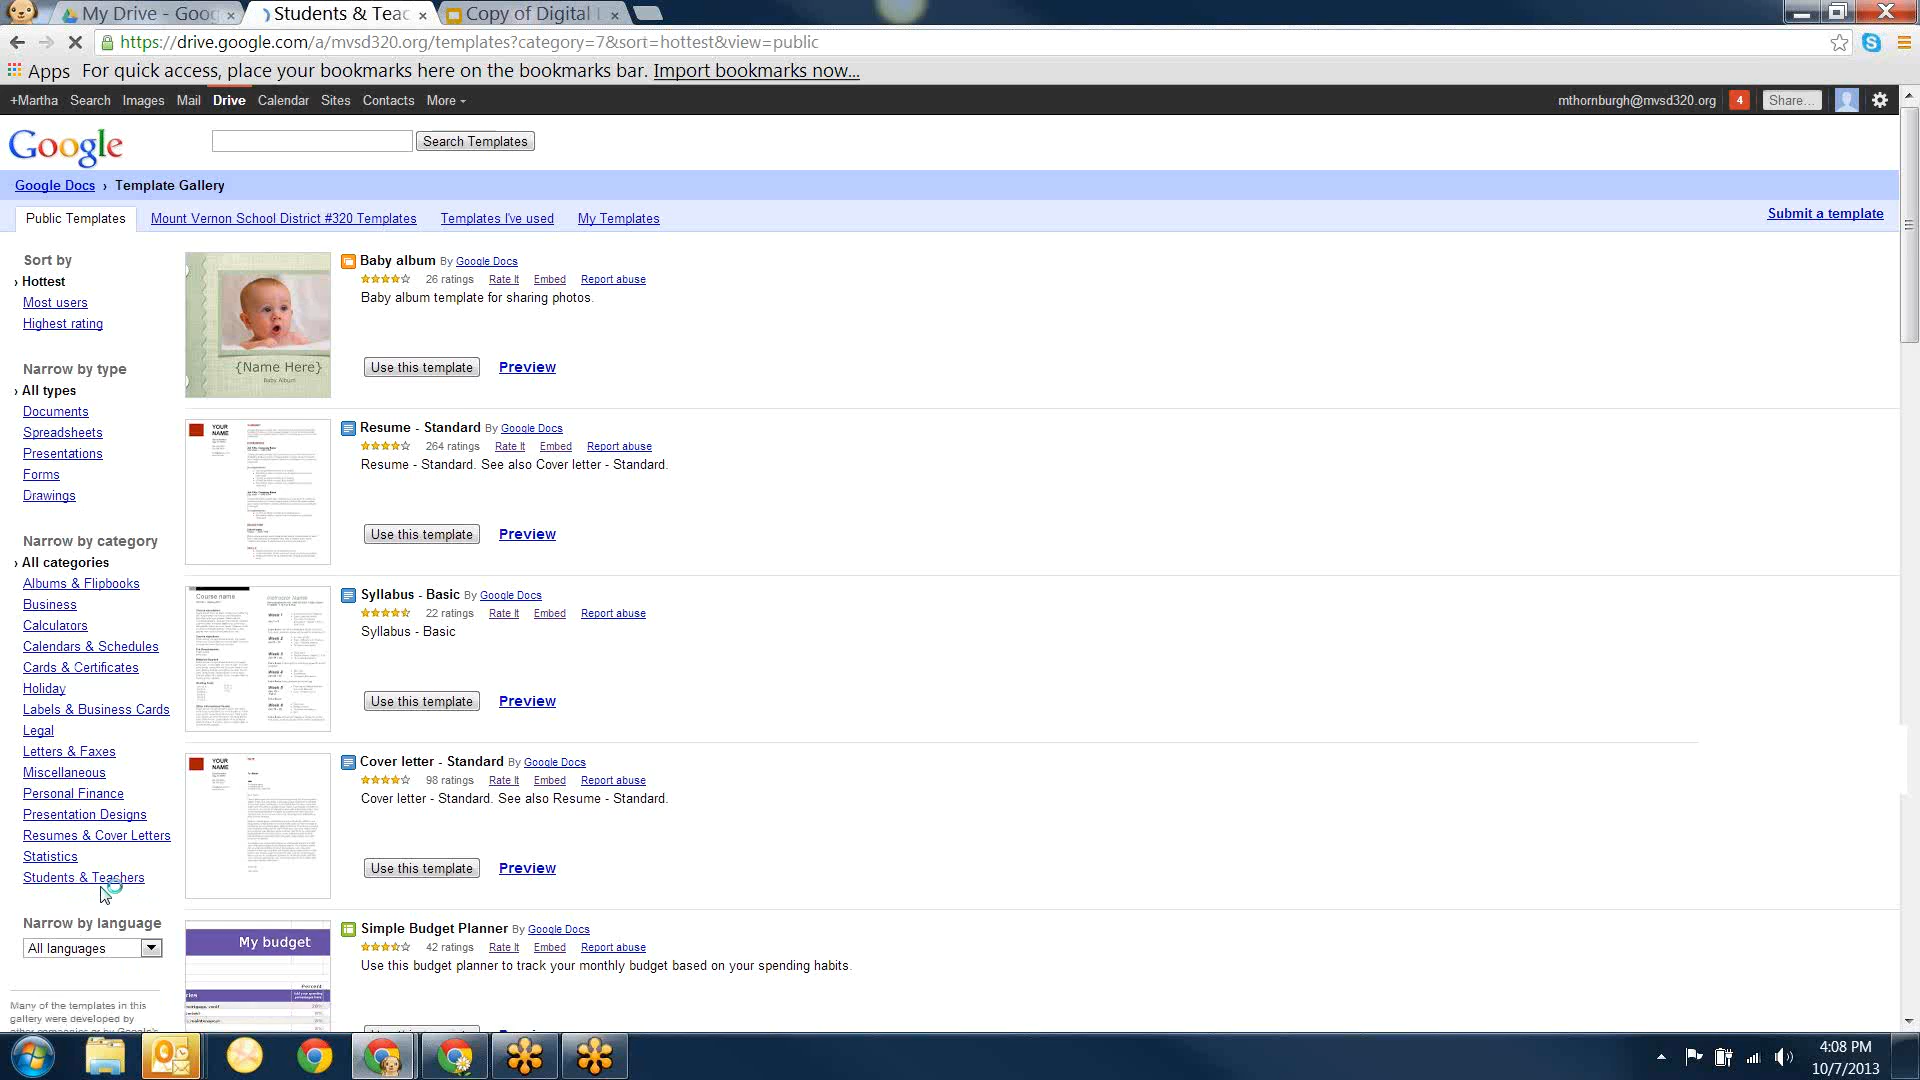 My Drive - Goo
Students & Teac
Copy of Digital
https://drive.google.com/a/mvsd320.org/templates?category=7&sort=hottest&view=public
Apps For quick access, place your bookmarks here on the bookmarks bar. Import bookmarks now...
+Martha Search Images Mail Drive Calendar Sites Contacts More
mthornburgh@mvsd320.org 4 Share...
Google
Search Templates
Google Docs › Template Gallery
Public Templates
Mount Vernon School District #320 Templates
Templates I've used
My Templates
Submit a template
Sort by
› Hottest
Most users
Highest rating
Narrow by type
› All types
Documents
Spreadsheets
Presentations
Forms
Drawings
Narrow by category
› All categories
Albums & Flipbooks
Business
Calculators
Calendars & Schedules
Cards & Certificates
Holiday
Labels & Business Cards
Legal
Letters & Faxes
Miscellaneous
Personal Finance
Presentation Designs
Resumes & Cover Letters
Statistics
Students & Teachers
Narrow by language
All languages
Many of the templates in this
gallery were developed by
{Name Here}
Baby Album
Baby album By Google Docs
26 ratings Rate It Embed Report abuse
Baby album template for sharing photos.
Use this template Preview
YOUR
NAME
Resume - Standard By Google Docs
264 ratings Rate It Embed Report abuse
Resume - Standard. See also Cover letter - Standard.
Use this template Preview
Course name
Instructor Name
Syllabus - Basic By Google Docs
22 ratings Rate It Embed Report abuse
Syllabus - Basic
Use this template Preview
YOUR
NAME
Cover letter - Standard By Google Docs
98 ratings Rate It Embed Report abuse
Cover letter - Standard. See also Resume - Standard.
Use this template Preview
My budget
Percent
Simple Budget Planner By Google Docs
42 ratings Rate It Embed Report abuse
Use this budget planner to track your monthly budget based on your spending habits.
4:08 PM
10/7/2013